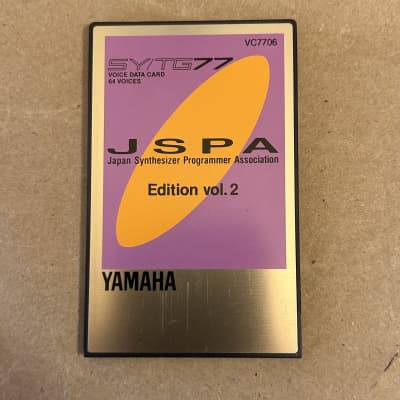 VC7706
SY/TG77
VOICE DATA CARD
64 VOICES
JSPA
Japan Synthesizer Programmer Association
Edition vol.2
YAMAHA